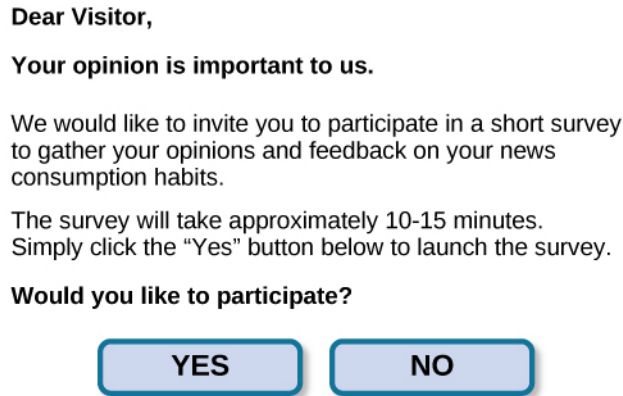 Dear Visitor,
Your opinion is important to us.
We would like to invite you to participate in a short survey
to gather your opinions and feedback on your news
consumption habits.
The survey will take approximately 10-15 minutes.
Simply click the “Yes” button below to launch the survey.
Would you like to participate?
YES NO